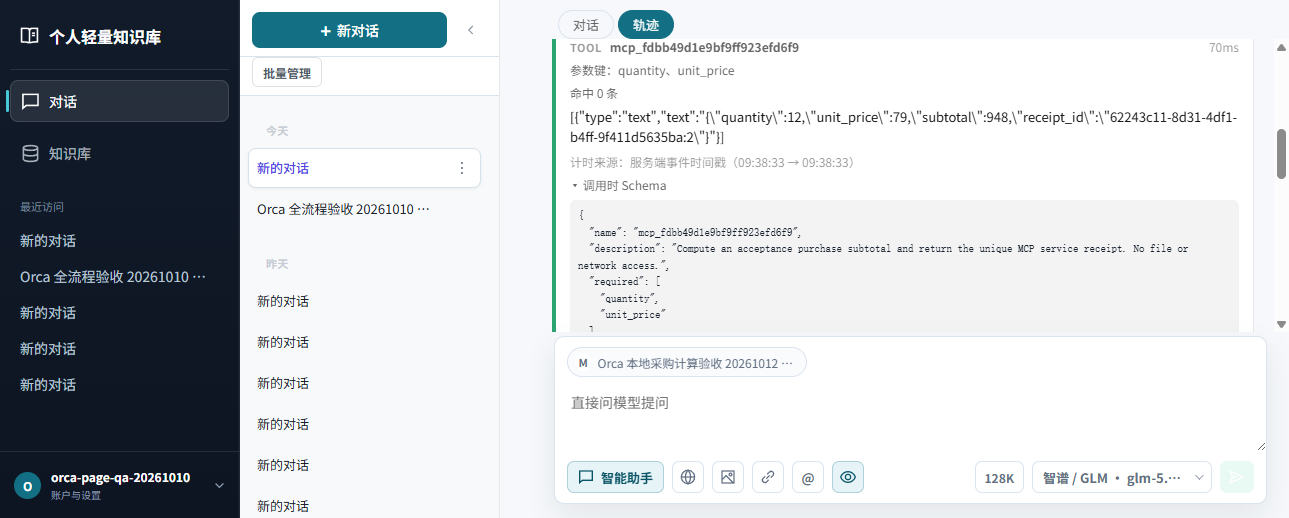 个人轻量知识库
对话
知识库
最近访问
新的对话
Orca 全流程验收 20261010 ···
新的对话
新的对话
新的对话
O
orca-page-qa-20261010
账户与设置
+ 新对话
批量管理
今天
新的对话
Orca 全流程验收 20261010 ···
昨天
新的对话
新的对话
新的对话
新的对话
新的对话
新的对话
对话 轨迹
TOOL mcp_fdbb49d1e9bf9ff923efd6f9 70ms
参数键：quantity、unit_price
命中 0 条
[{"type":"text","text":"{\"quantity\":12,\"unit_price\":79,\"subtotal\":948,\"receipt_id\":\"62243c11-8d31-4df1-
b4ff-9f411d5635ba:2\"}"}]
计时来源：服务端事件时间戳（09:38:33 → 09:38:33）
调用时 Schema
{
"name": "mcp_fdbb49d1e9bf9ff923efd6f9",
"description": "Compute an acceptance purchase subtotal and return the unique MCP service receipt. No file or
network access.",
"required": [
"quantity",
"unit_price"
]
M Orca 本地采购计算验收 20261012 ···
直接问模型提问
智能助手
@
128K
智谱 / GLM · glm-5.···